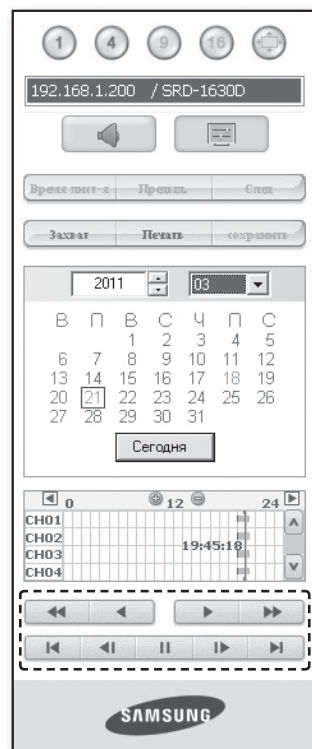 1 4 9 16
192.168.1.200 / SRD-1630D
Время пост-я Предыд. След
Захват Печать сохранить
2011 03
В П В С Ч П С
1 2 3 4 5
6 7 8 9 10 11 12
13 14 15 16 17 18 19
20 21 22 23 24 25 26
27 28 29 30 31
Сегодня
0 12 24
CH01
CH02
19:45:18
CH03
CH04
SAMSUNG